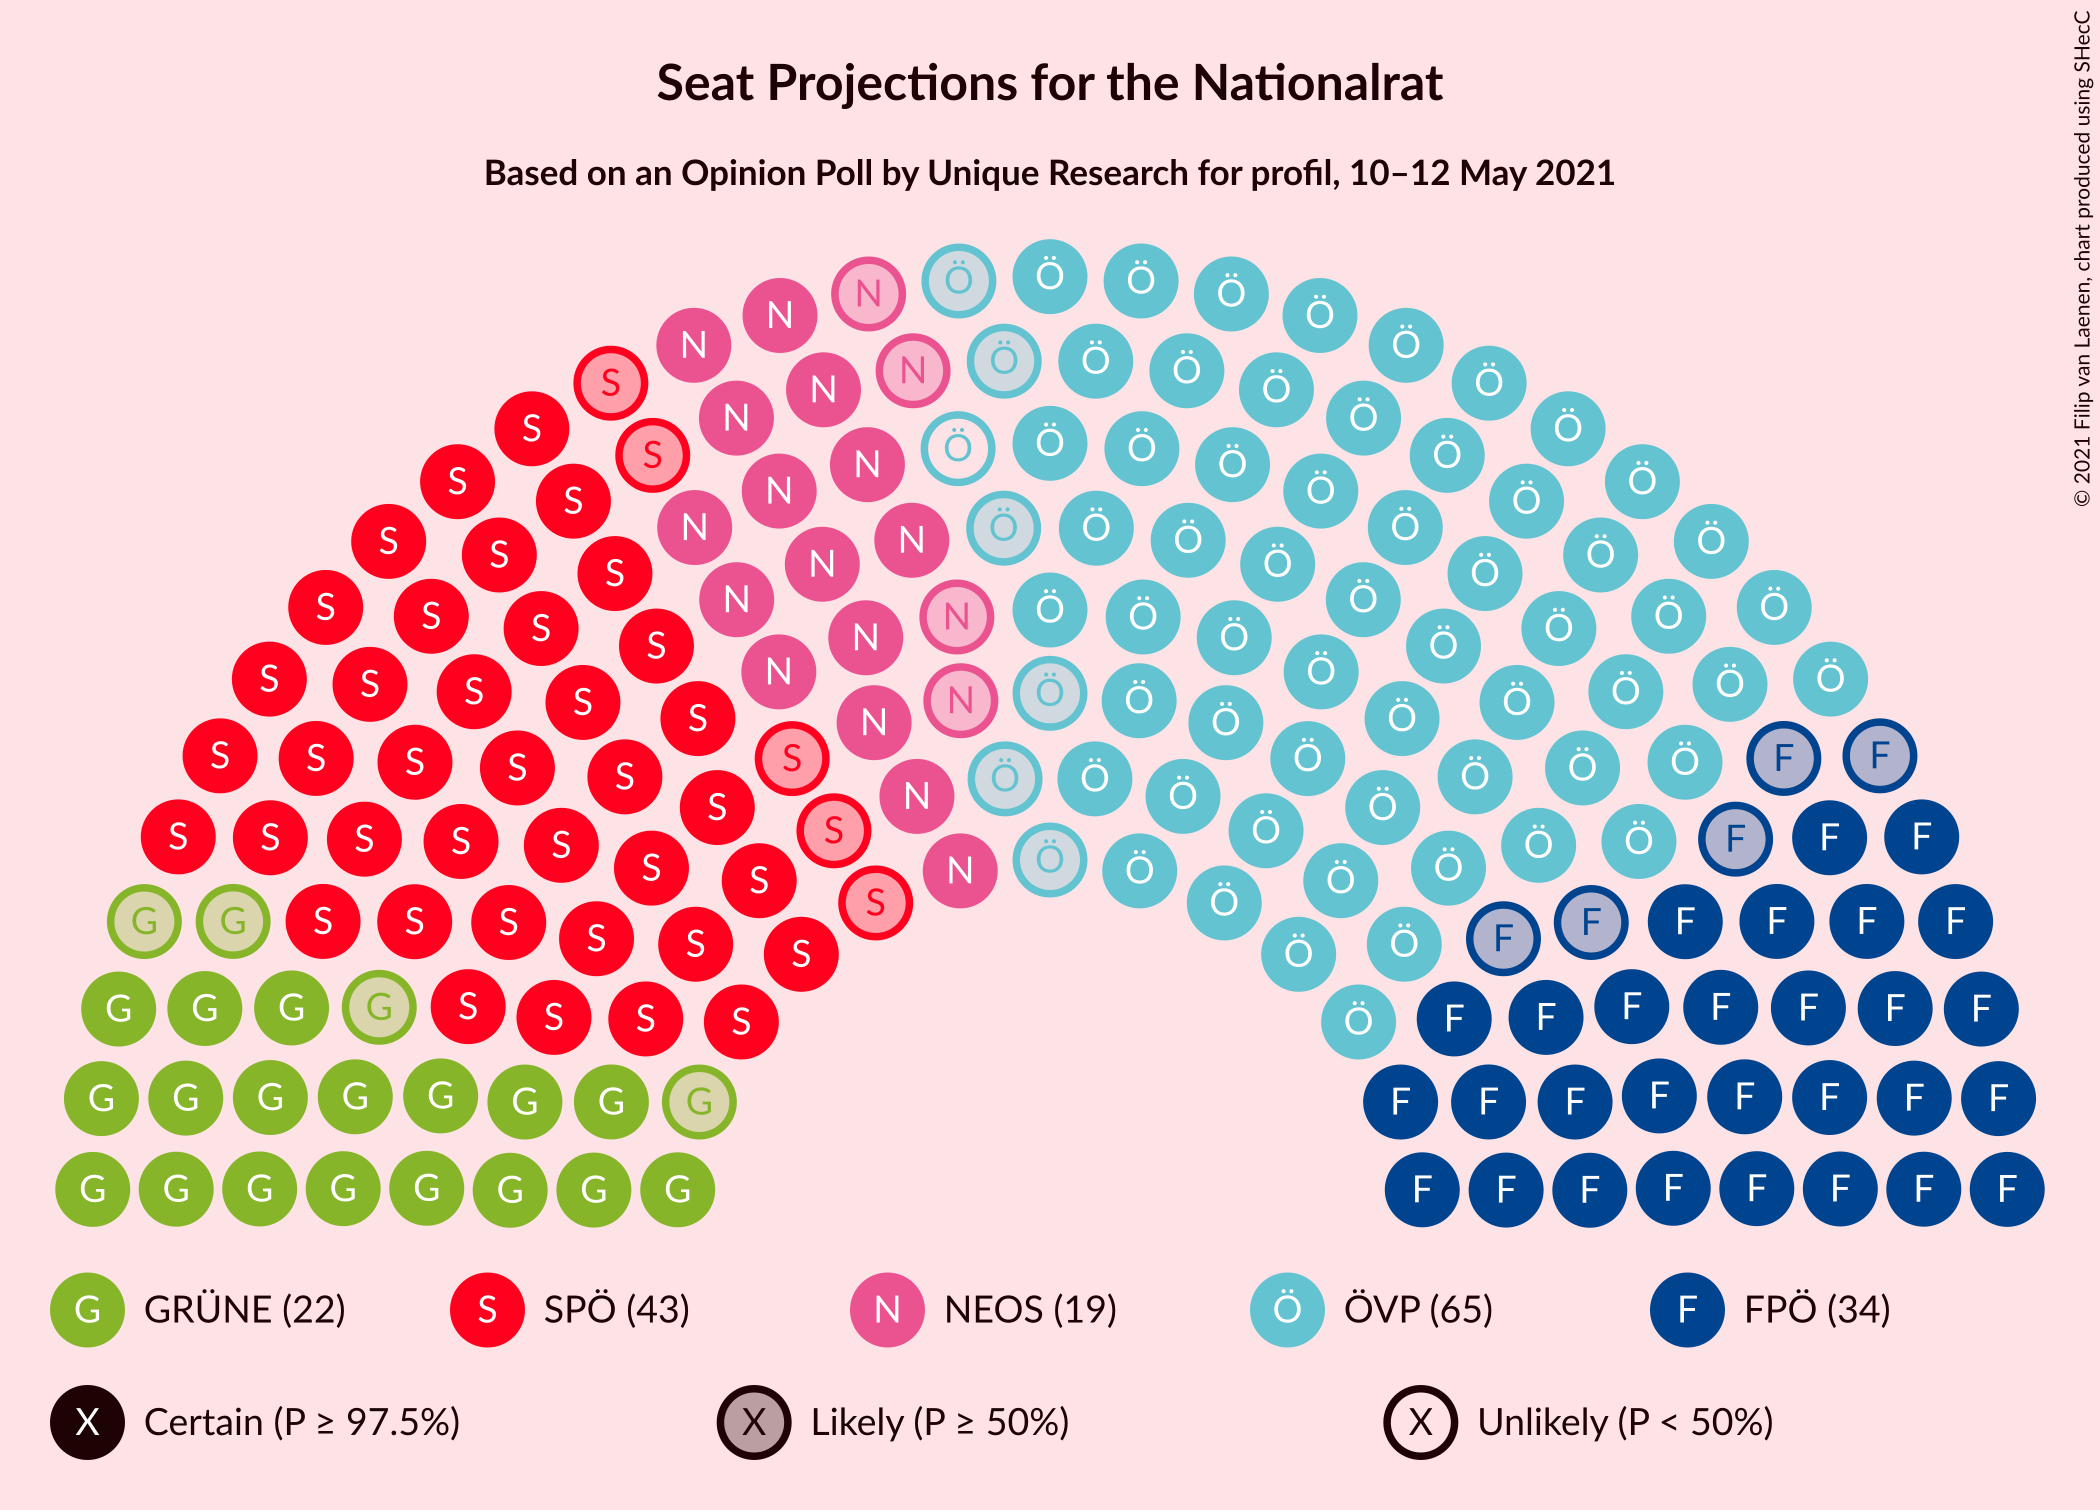 © 2021 Filip van Laenen, chart produced using SHecC
Seat Projections for the Nationalrat
Based on an Opinion Poll by Unique Research for profil, 10–12 May 2021
N Ö Ö Ö Ö
N Ö
S N N N Ö Ö Ö Ö Ö Ö
S S N N Ö Ö Ö Ö Ö Ö Ö
S S N Ö Ö Ö
S S S N N N Ö Ö Ö Ö Ö Ö Ö Ö
S S S S N N N Ö Ö Ö Ö Ö Ö Ö Ö
S S S S S N N N Ö Ö Ö Ö Ö Ö Ö Ö Ö
S S S S S S S N Ö Ö Ö Ö Ö Ö Ö Ö F F
S S S S S S S S N Ö Ö Ö Ö Ö Ö Ö F F F
G G S S S S S S S Ö Ö Ö F F F F F F
G G G G S S S S Ö F F F F F F F
G G G G G G G G F F F F F F F F
G G G G G G G G F F F F F F F F
G GRÜNE (22) S SPÖ (43) N NEOS (19) Ö ÖVP (65) F FPÖ (34)
X Certain (P ≥ 97.5%) X Likely (P ≥ 50%) X Unlikely (P < 50%)